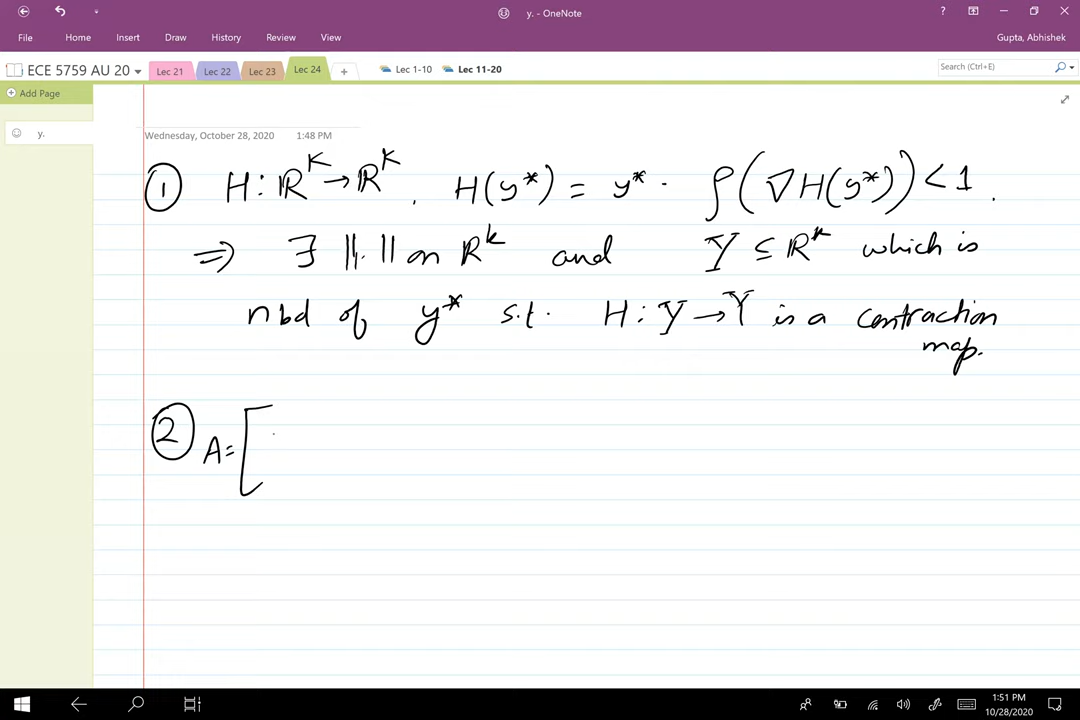 y. - OneNote
File Home Insert Draw History Review View Gupta, Abhishek
ECE 5759 AU 20 Lec 21 Lec 22 Lec 23 Lec 24 + Lec 1-10 Lec 11-20 Search (Ctrl+E)
Add Page
y.
Wednesday, October 28, 2020 1:48 PM
① H : ℝ^k → ℝ^k . H(y*) = y* . ρ(∇H(y*)) < 1 .
⇒ ∃ ‖·‖ on ℝ^k and Y ⊆ ℝ^k which is
nbd of y* s.t. H : Y → Y is a contraction
map.
② A = [
1:51 PM
10/28/2020